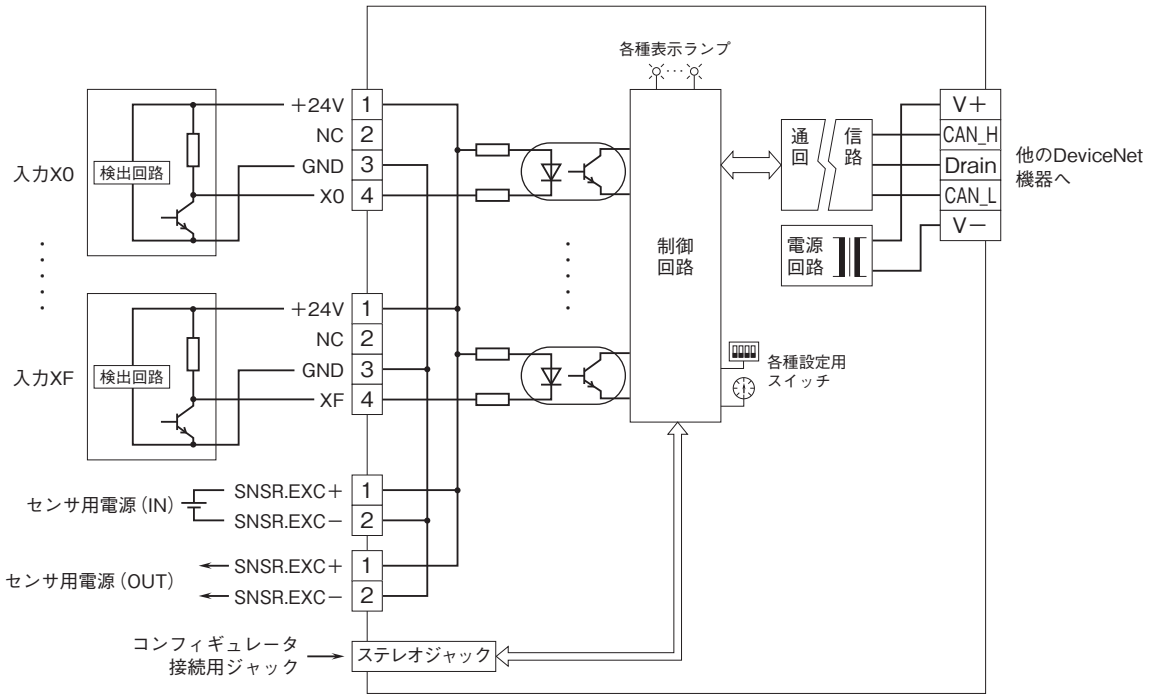 各種表示ランプ
+24V 1
NC 2
GND 3
X0 4
入力X0
検出回路
+24V 1
NC 2
GND 3
XF 4
入力XF
検出回路
センサ用電源(IN)
SNSR.EXC+ 1
SNSR.EXC− 2
センサ用電源(OUT)
SNSR.EXC+ 1
SNSR.EXC− 2
コンフィギュレータ
接続用ジャック
ステレオジャック
制御
回路
通 信
回 路
電源
回路
V+
CAN_H
Drain
CAN_L
V−
他のDeviceNet
機器へ
各種設定用
スイッチ